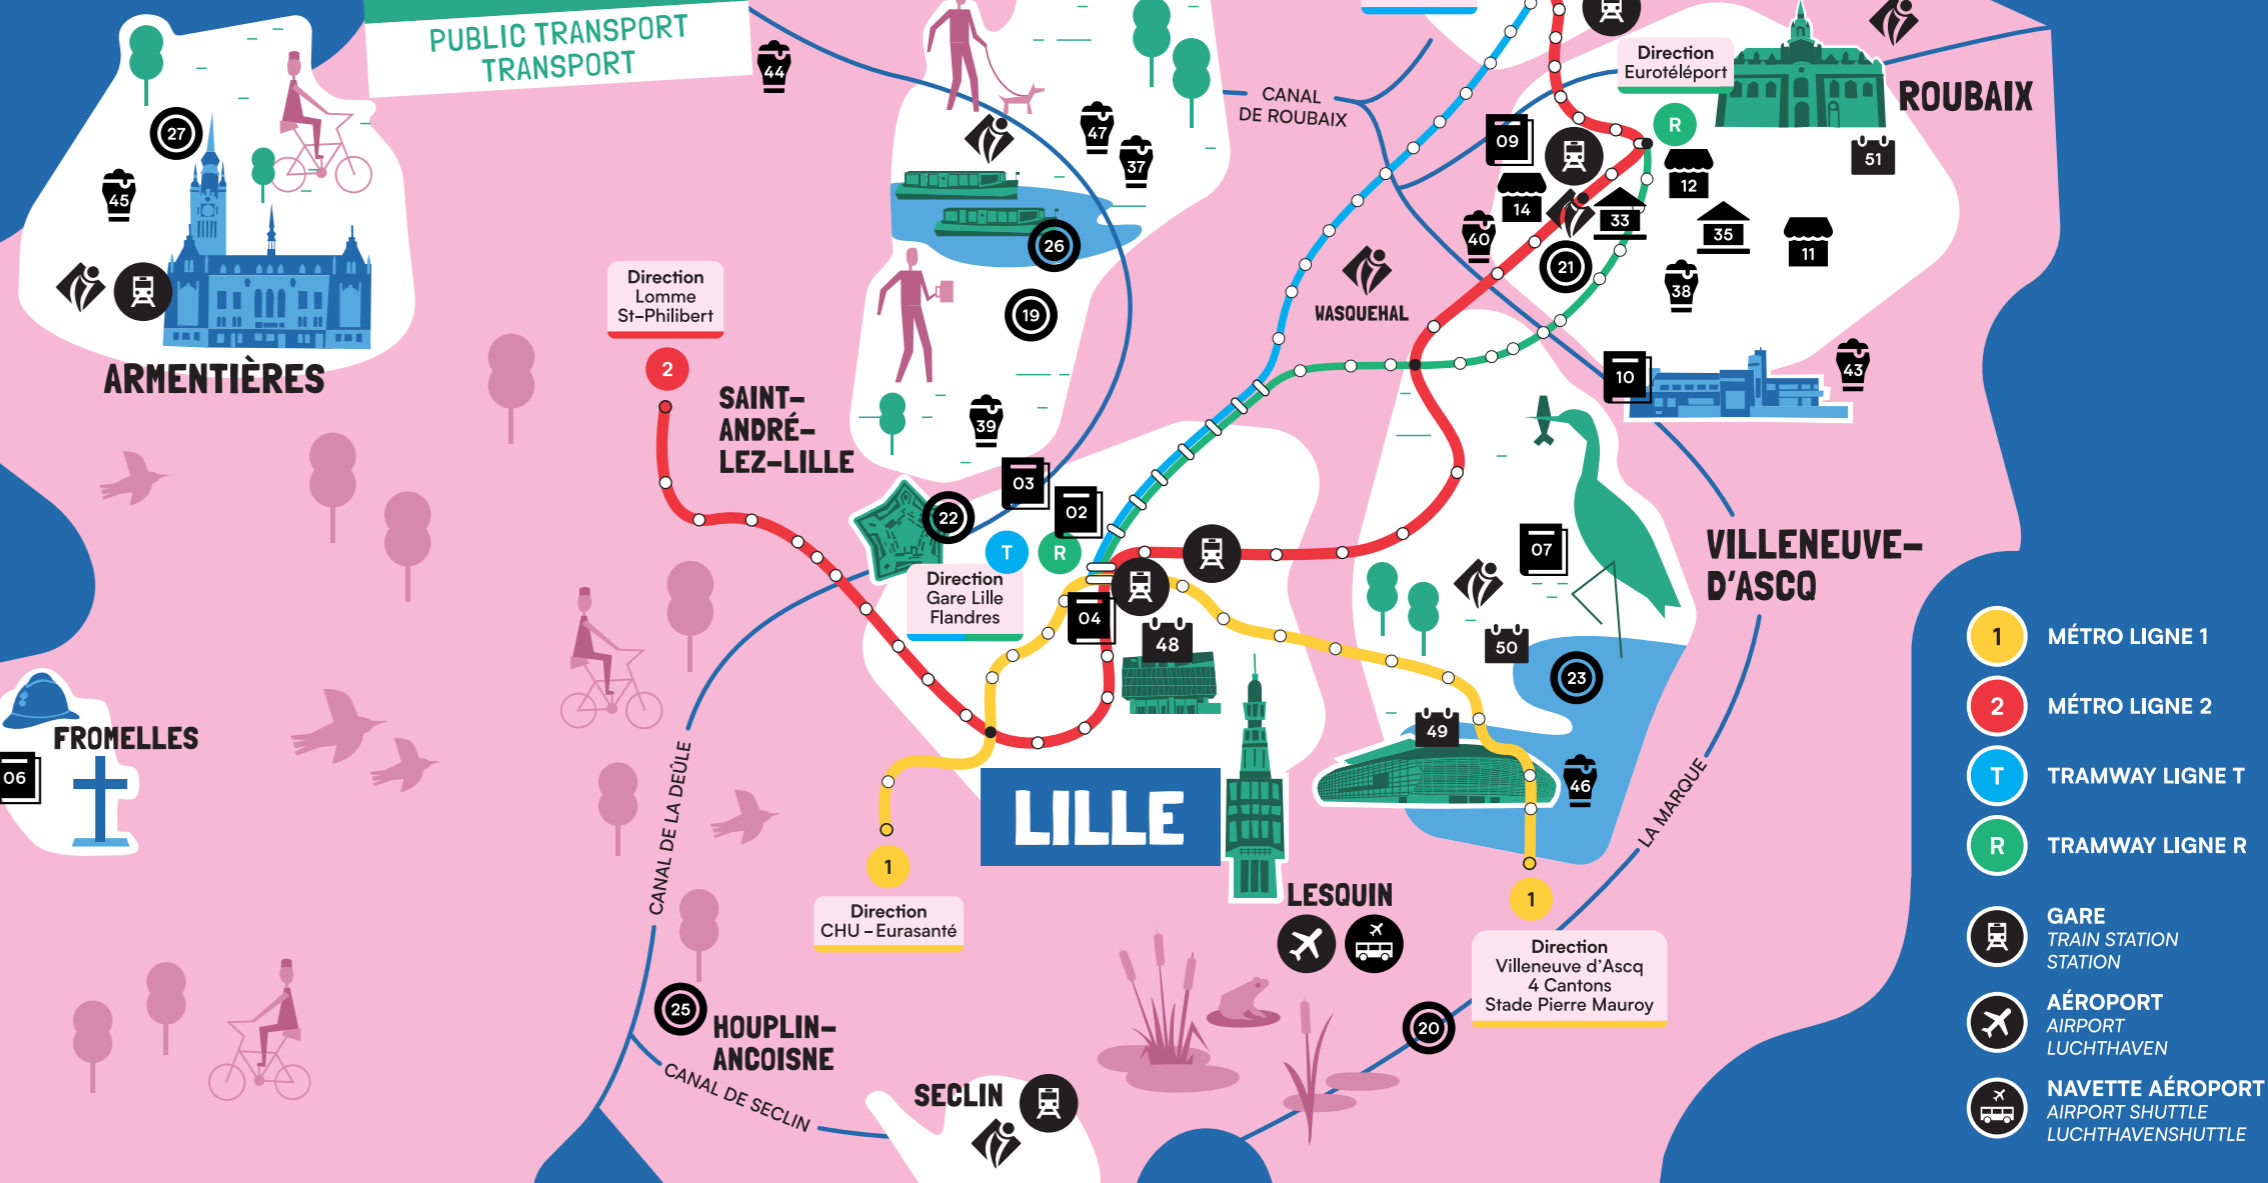 PUBLIC TRANSPORT
TRANSPORT
44
27
45
ARMENTIÈRES
47
37
26
19
39
CANAL
DE ROUBAIX
Direction
Eurotéléport
R
ROUBAIX
51
09
12
14
33
35
11
40
21
38
WASQUEHAL
10
43
Direction
Lomme
St-Philibert
2
SAINT-
ANDRÉ-
LEZ-LILLE
03
02
22
T
R
Direction
Gare Lille
Flandres
04
48
07
50
23
49
46
VILLENEUVE-
D'ASCQ
FROMELLES
06
CANAL DE LA DEÛLE
LILLE
LA MARQUE
1
Direction
CHU – Eurasanté
LESQUIN
1
Direction
Villeneuve d'Ascq
4 Cantons
Stade Pierre Mauroy
25
HOUPLIN-
ANCOISNE
20
CANAL DE SECLIN
SECLIN
1
MÉTRO LIGNE 1
2
MÉTRO LIGNE 2
T
TRAMWAY LIGNE T
R
TRAMWAY LIGNE R
GARE
TRAIN STATION
STATION
AÉROPORT
AIRPORT
LUCHTHAVEN
NAVETTE AÉROPORT
AIRPORT SHUTTLE
LUCHTHAVENSHUTTLE